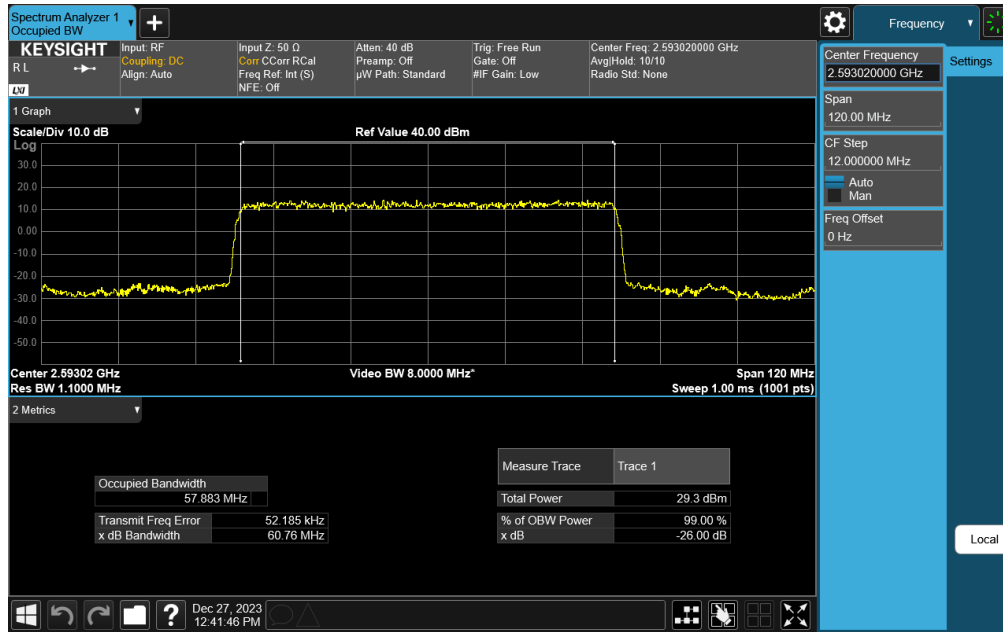 Spectrum Analyzer 1
Occupied BW
+
Frequency
KEYSIGHT
R L
LXI
Input: RF
Coupling: DC
Align: Auto
Input Z: 50 Ω
Corr CCorr RCal
Freq Ref: Int (S)
NFE: Off
Atten: 40 dB
Preamp: Off
µW Path: Standard
Trig: Free Run
Gate: Off
#IF Gain: Low
Center Freq: 2.593020000 GHz
Avg|Hold: 10/10
Radio Std: None
1 Graph
Scale/Div 10.0 dB
Ref Value 40.00 dBm
Log
30.0
20.0
10.0
0.00
-10.0
-20.0
-30.0
-40.0
-50.0
Center 2.59302 GHz
Video BW 8.0000 MHz*
Span 120 MHz
Res BW 1.1000 MHz
Sweep 1.00 ms (1001 pts)
2 Metrics
Occupied Bandwidth
57.883 MHz
Transmit Freq Error 52.185 kHz
x dB Bandwidth 60.76 MHz
Measure Trace Trace 1
Total Power 29.3 dBm
% of OBW Power 99.00 %
x dB -26.00 dB
Center Frequency
2.593020000 GHz
Settings
Span
120.00 MHz
CF Step
12.000000 MHz
Auto
Man
Freq Offset
0 Hz
Local
?
Dec 27, 2023
12:41:46 PM